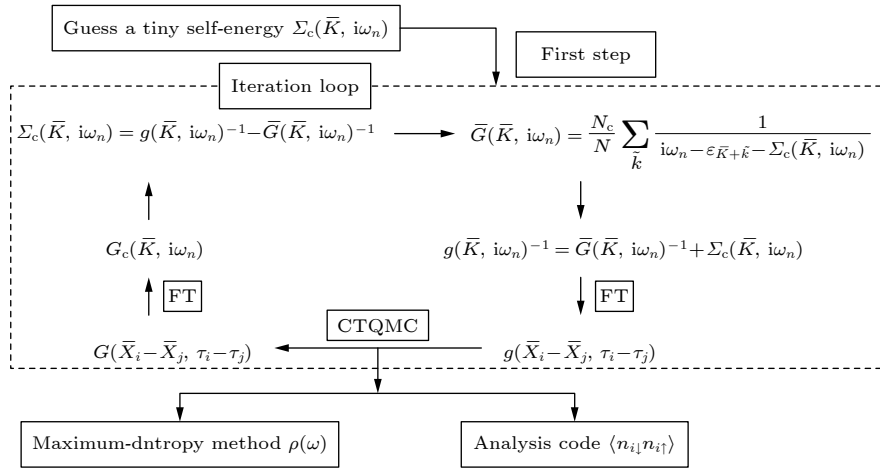 Guess a tiny self-energy Σc(K̅, iωn)
First step
Iteration loop
Σc(K̅, iωn) = g(K̅, iωn)⁻¹−G̅(K̅, iωn)⁻¹
G̅(K̅, iωn) = Nc/N ∑k̃ 1/(iωn−εK̅+k̃−Σc(K̅, iωn))
Gc(K̅, iωn)
g(K̅, iωn)⁻¹ = G̅(K̅, iωn)⁻¹+Σc(K̅, iωn)
FT
FT
CTQMC
G(X̅i−X̅j, τi−τj)
g(X̅i−X̅j, τi−τj)
Maximum-dntropy method ρ(ω)
Analysis code ⟨ni↓ni↑⟩